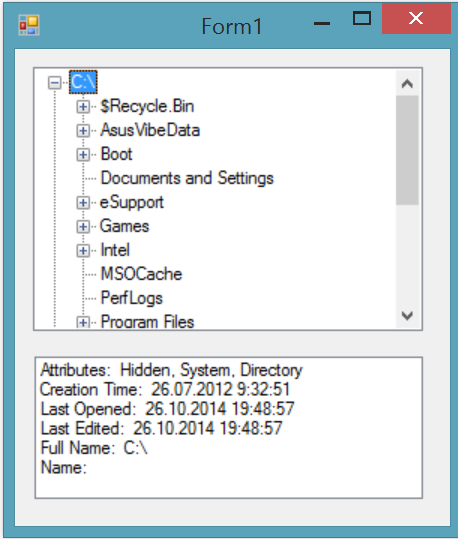 Form1
C:\
$Recycle.Bin
AsusVibeData
Boot
Documents and Settings
eSupport
Games
Intel
MSOCache
PerfLogs
Program Files
Attributes:  Hidden, System, Directory
Creation Time:  26.07.2012 9:32:51
Last Opened:  26.10.2014 19:48:57
Last Edited:  26.10.2014 19:48:57
Full Name:  C:\
Name: